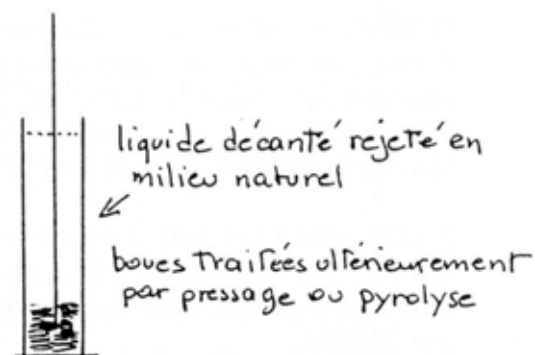 liquide décanté rejeté en
milieu naturel
boues traitées ultérieurement
par pressage ou pyrolyse